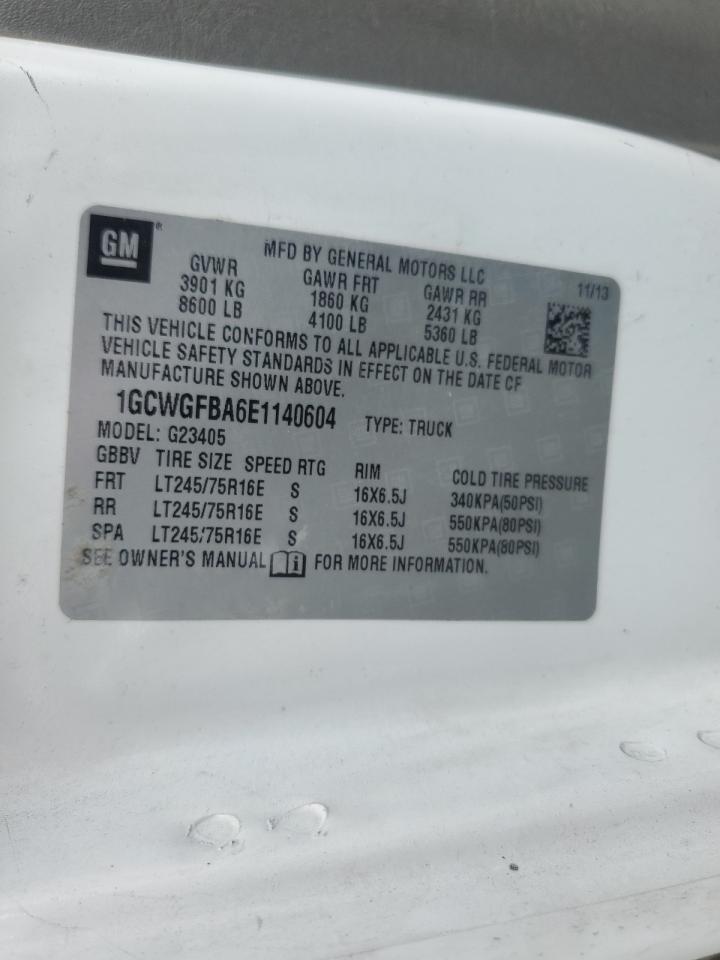 GM®
MFD BY GENERAL MOTORS LLC
11/13
GVWR GAWR FRT GAWR RR
3901 KG 1860 KG 2431 KG
8600 LB 4100 LB 5360 LB
THIS VEHICLE CONFORMS TO ALL APPLICABLE U.S. FEDERAL MOTOR
VEHICLE SAFETY STANDARDS IN EFFECT ON THE DATE OF
MANUFACTURE SHOWN ABOVE.
1GCWGFBA6E1140604 TYPE: TRUCK
MODEL: G23405
GBBV TIRE SIZE SPEED RTG RIM COLD TIRE PRESSURE
FRT LT245/75R16E S 16X6.5J 340KPA(50PSI)
RR LT245/75R16E S 16X6.5J 550KPA(80PSI)
SPA LT245/75R16E S 16X6.5J 550KPA(80PSI)
SEE OWNER'S MANUAL i FOR MORE INFORMATION.